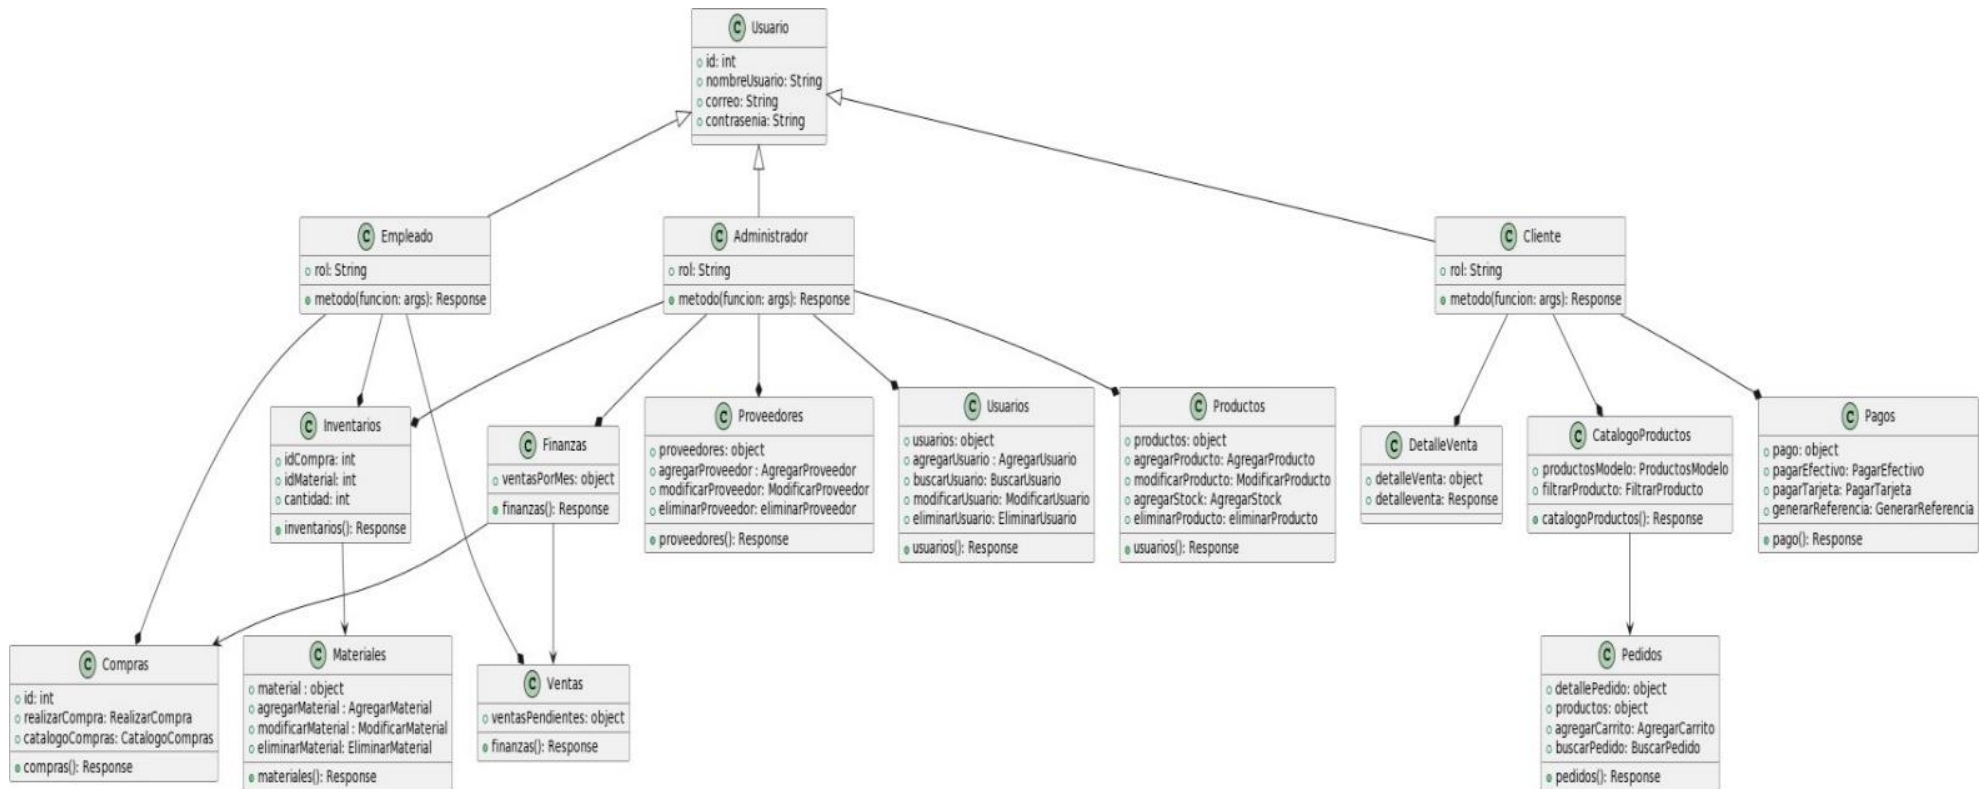 C Usuario
id: int
nombreUsuario: String
correo: String
contrasenia: String
C Empleado
rol: String
metodo(funcion: args): Response
C Administrador
rol: String
metodo(funcion: args): Response
C Cliente
rol: String
metodo(funcion: args): Response
C Inventarios
idCompra: int
idMaterial: int
cantidad: int
inventarios(): Response
C Finanzas
ventasPorMes: object
finanzas(): Response
C Proveedores
proveedores: object
agregarProveedor : AgregarProveedor
modificarProveedor: ModificarProveedor
eliminarProveedor: eliminarProveedor
proveedores(): Response
C Usuarios
usuarios: object
agregarUsuario : AgregarUsuario
buscarUsuario: BuscarUsuario
modificarUsuario: ModificarUsuario
eliminarUsuario: EliminarUsuario
usuarios(): Response
C Productos
productos: object
agregarProducto: AgregarProducto
modificarProducto: ModificarProducto
agregarStock: AgregarStock
eliminarProducto: eliminarProducto
usuarios(): Response
C DetalleVenta
detalleVenta: object
detalleventa: Response
C CatalogoProductos
productosModelo: ProductosModelo
filtrarProducto: FiltrarProducto
catalogoProductos(): Response
C Pagos
pago: object
pagarEfectivo: PagarEfectivo
pagarTarjeta: PagarTarjeta
generarReferencia: GenerarReferencia
pago(): Response
C Compras
id: int
realizarCompra: RealizarCompra
catalogoCompras: CatalogoCompras
compras(): Response
C Materiales
material : object
agregarMaterial : AgregarMaterial
modificarMaterial : ModificarMaterial
eliminarMaterial: EliminarMaterial
materiales(): Response
C Ventas
ventasPendientes: object
finanzas(): Response
C Pedidos
detallePedido: object
productos: object
agregarCarrito: AgregarCarrito
buscarPedido: BuscarPedido
pedidos(): Response